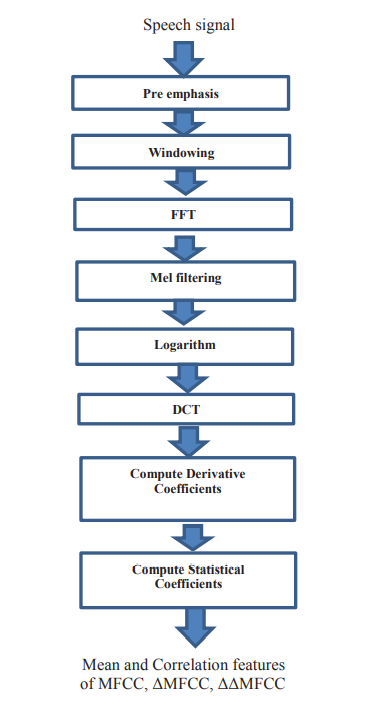 Speech signal
Pre emphasis
Windowing
FFT
Mel filtering
Logarithm
DCT
Compute Derivative
Coefficients
Compute Statistical
Coefficients
Mean and Correlation features
of MFCC, ΔMFCC, ΔΔMFCC